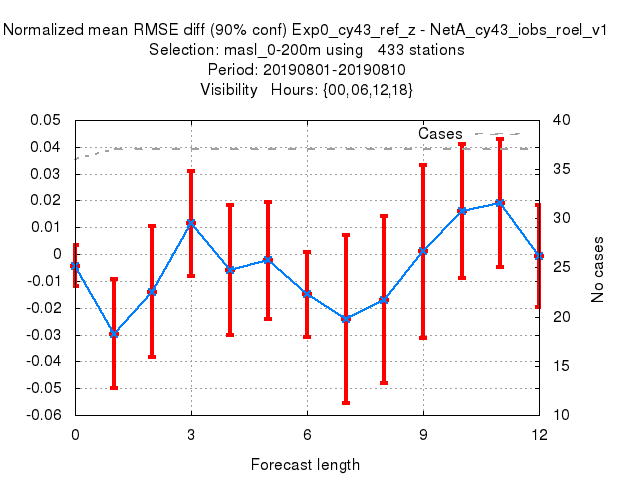 Normalized mean RMSE diff (90% conf) Exp0_cy43_ref_z - NetA_cy43_iobs_roel_v1
Selection: masl_0-200m using   433 stations
Period: 20190801-20190810
Visibility   Hours: {00,06,12,18}
0.05
0.04
0.03
0.02
0.01
0
-0.01
-0.02
-0.03
-0.04
-0.05
-0.06
Cases
40
35
30
25
20
15
10
No cases
0 3 6 9 12
Forecast length